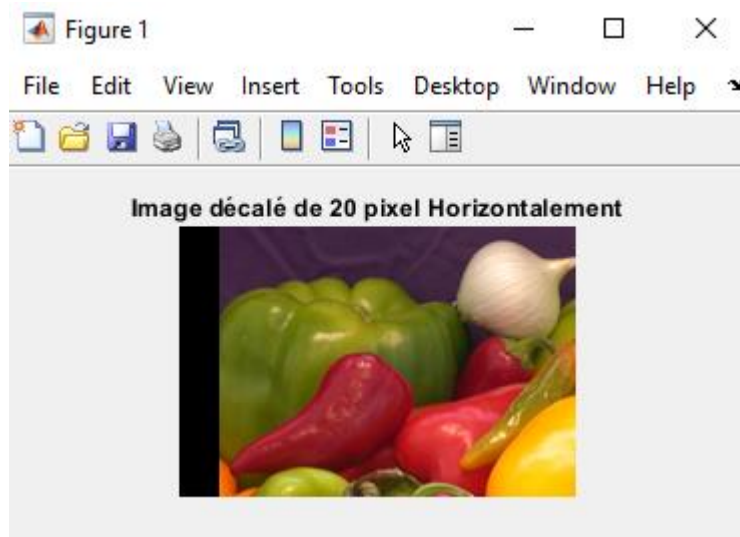 Figure 1
File Edit View Insert Tools Desktop Window Help
Image décalé de 20 pixel Horizontalement